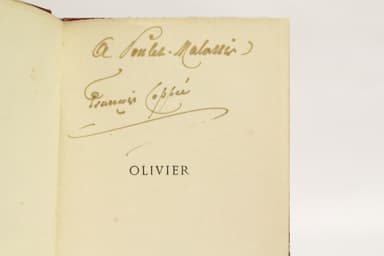 A Poulet-Malassis
François Coppée
OLIVIER